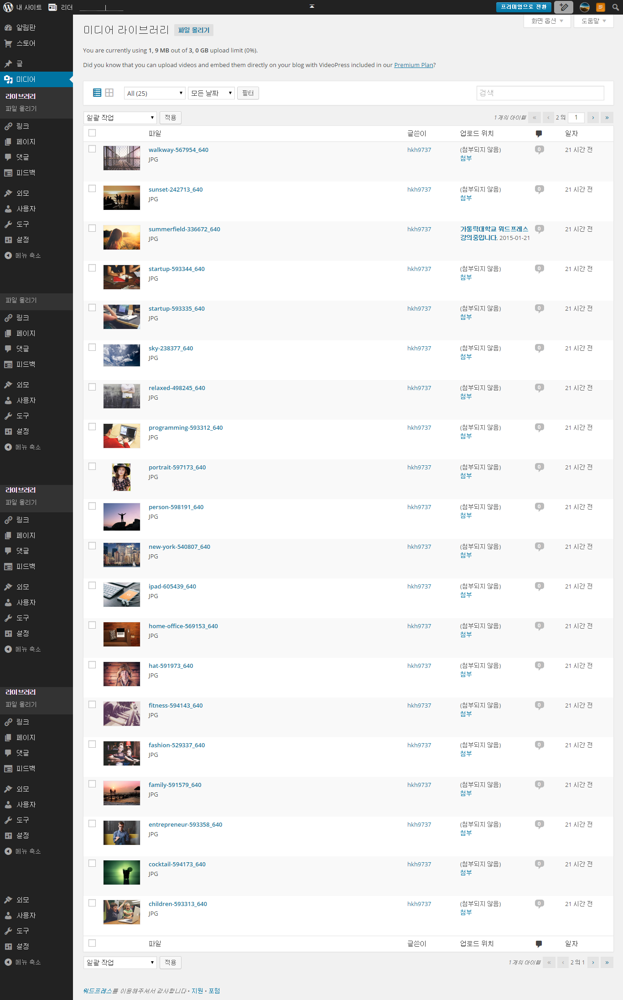 내 사이트
리더
프리미엄으로 전환
알림판
스토어
글
미디어
라이브러리
파일 올리기
링크
페이지
댓글
피드백
외모
사용자
도구
설정
메뉴 축소
파일 올리기
링크
페이지
댓글
피드백
외모
사용자
도구
설정
메뉴 축소
라이브러리
파일 올리기
링크
페이지
댓글
피드백
외모
사용자
도구
설정
메뉴 축소
라이브러리
파일 올리기
링크
페이지
댓글
피드백
외모
사용자
도구
설정
메뉴 축소
외모
사용자
도구
설정
메뉴 축소
화면 옵션 도움말
미디어 라이브러리 파일 올리기
You are currently using 1, 9 MB out of 3, 0 GB upload limit (0%).
Did you know that you can upload videos and embed them directly on your blog with VideoPress included in our Premium Plan?
All (25) 모든 날짜 필터 검색
일괄 작업 적용 1개의 아이템 « ‹ 2 의 1 › »
파일 글쓴이 업로드 위치 일자
walkway-567954_640 hkh9737 (첨부되지 않음) 0 21 시간 전
JPG 첨부
sunset-242713_640 hkh9737 (첨부되지 않음) 0 21 시간 전
JPG 첨부
summerfield-336672_640 hkh9737 가톨릭대학교 워드프레스 0 21 시간 전
JPG 강의중입니다, 2015-01-21
startup-593344_640 hkh9737 (첨부되지 않음) 0 21 시간 전
JPG 첨부
startup-593335_640 hkh9737 (첨부되지 않음) 0 21 시간 전
JPG 첨부
sky-238377_640 hkh9737 (첨부되지 않음) 0 21 시간 전
JPG 첨부
relaxed-498245_640 hkh9737 (첨부되지 않음) 0 21 시간 전
JPG 첨부
programming-593312_640 hkh9737 (첨부되지 않음) 0 21 시간 전
JPG 첨부
portrait-597173_640 hkh9737 (첨부되지 않음) 0 21 시간 전
JPG 첨부
person-598191_640 hkh9737 (첨부되지 않음) 0 21 시간 전
JPG 첨부
new-york-540807_640 hkh9737 (첨부되지 않음) 0 21 시간 전
JPG 첨부
ipad-605439_640 hkh9737 (첨부되지 않음) 0 21 시간 전
JPG 첨부
home-office-569153_640 hkh9737 (첨부되지 않음) 0 21 시간 전
JPG 첨부
hat-591973_640 hkh9737 (첨부되지 않음) 0 21 시간 전
JPG 첨부
fitness-594143_640 hkh9737 (첨부되지 않음) 0 21 시간 전
JPG 첨부
fashion-529337_640 hkh9737 (첨부되지 않음) 0 21 시간 전
JPG 첨부
family-591579_640 hkh9737 (첨부되지 않음) 0 21 시간 전
JPG 첨부
entrepreneur-593358_640 hkh9737 (첨부되지 않음) 0 21 시간 전
JPG 첨부
cocktail-594173_640 hkh9737 (첨부되지 않음) 0 21 시간 전
JPG 첨부
children-593313_640 hkh9737 (첨부되지 않음) 0 21 시간 전
JPG 첨부
파일 글쓴이 업로드 위치 일자
일괄 작업 적용 1개의 아이템 « ‹ 2 의 1 › »
워드프레스를 이용해주셔서 감사합니다 • 지원 • 포럼